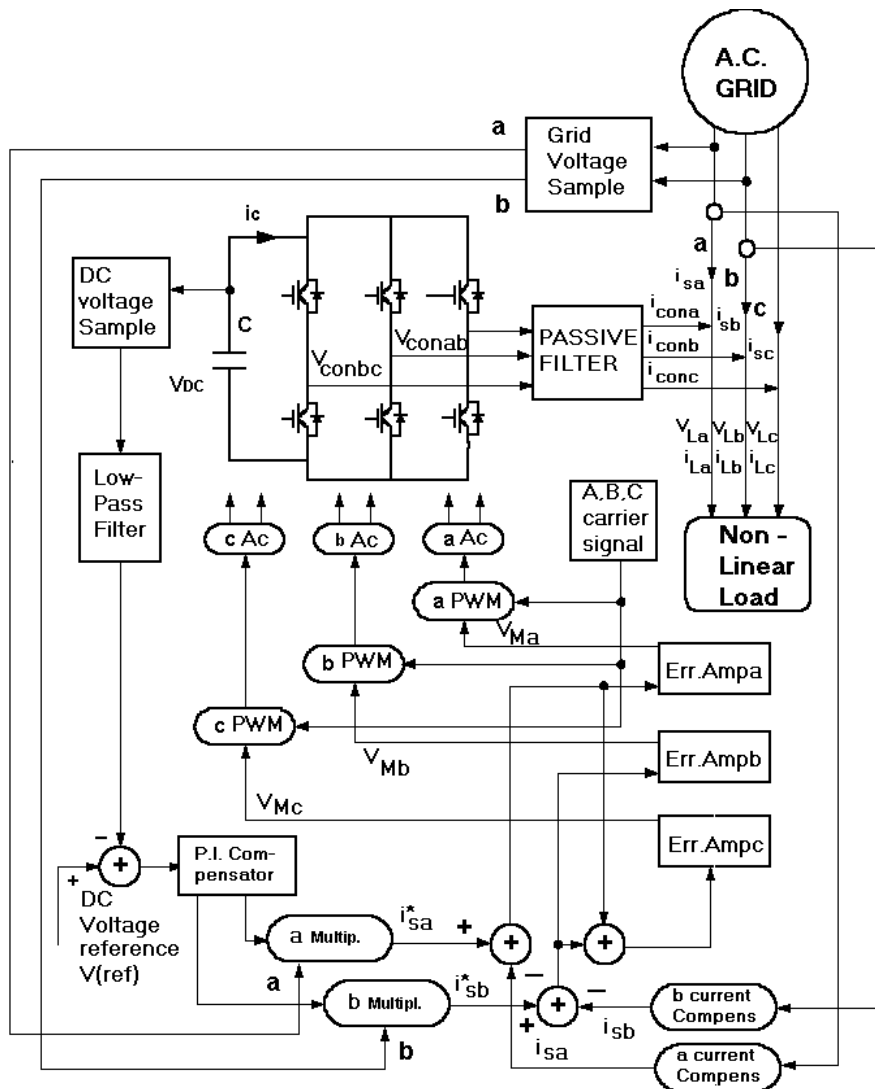 A.C.
GRID
a
Grid
Voltage
Sample
b
ic
a
b
isa
DC
voltage
Sample
C
VDC
Vconbc
Vconab
PASSIVE
FILTER
icona
iconb
iconc
isb
c
isc
VLa VLb VLc
iLa iLb iLc
Low-
Pass
Filter
A,B,C
carrier
signal
Non -
Linear
Load
c Ac
b Ac
a Ac
a PWM
VMa
b PWM
Err.Ampa
c PWM
VMb
Err.Ampb
VMc
Err.Ampc
−
+
+
P.I. Com-
pensator
DC
Voltage
reference
V(ref)
a Multip.
i*sa
+
+
−
+
a
b Multipl.
i*sb
+
−
+
isb
b current
Compens
b
isa
a current
Compens